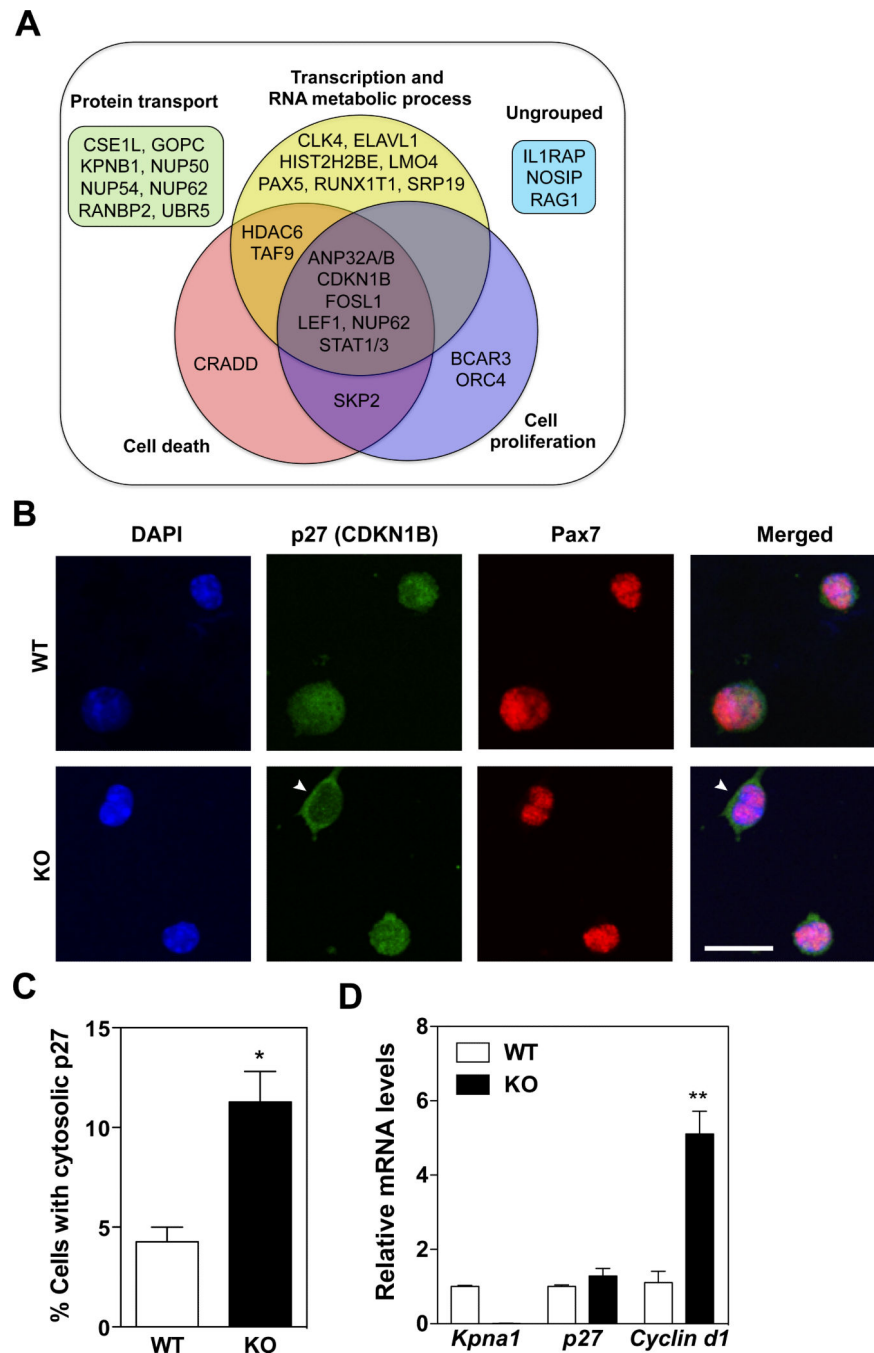 A
Protein transport
CSE1L, GOPC
KPNB1, NUP50
NUP54, NUP62
RANBP2, UBR5
Transcription and
RNA metabolic process
CLK4, ELAVL1
HIST2H2BE, LMO4
PAX5, RUNX1T1, SRP19
Ungrouped
IL1RAP
NOSIP
RAG1
HDAC6
TAF9
ANP32A/B
CDKN1B
FOSL1
LEF1, NUP62
STAT1/3
CRADD
BCAR3
ORC4
SKP2
Cell death
Cell
proliferation
B
DAPI
p27 (CDKN1B)
Pax7
Merged
WT
KO
C
% Cells with cytosolic p27
15
10
5
0
*
WT
KO
D
Relative mRNA levels
8
6
4
2
0
WT
KO
**
Kpna1
p27
Cyclin d1